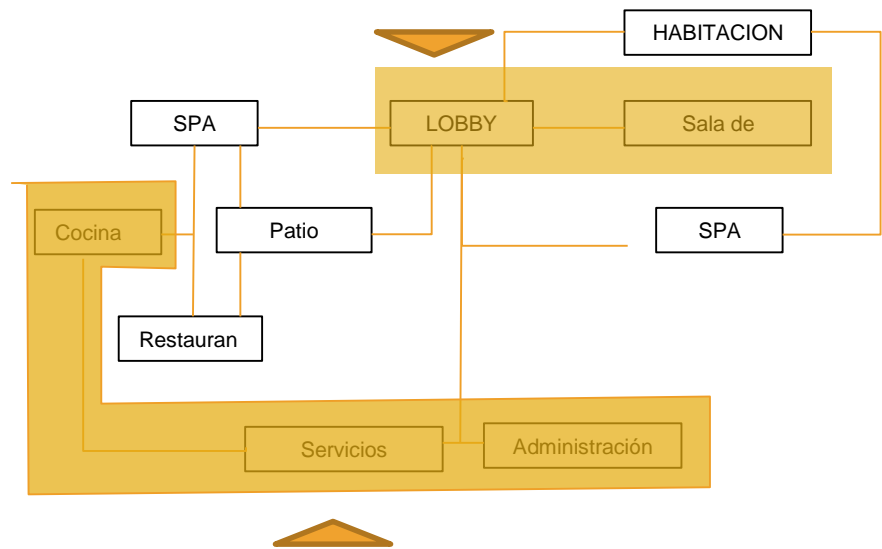 HABITACION
SPA
LOBBY
Sala de
Cocina
Patio
SPA
Restauran
Servicios
Administración